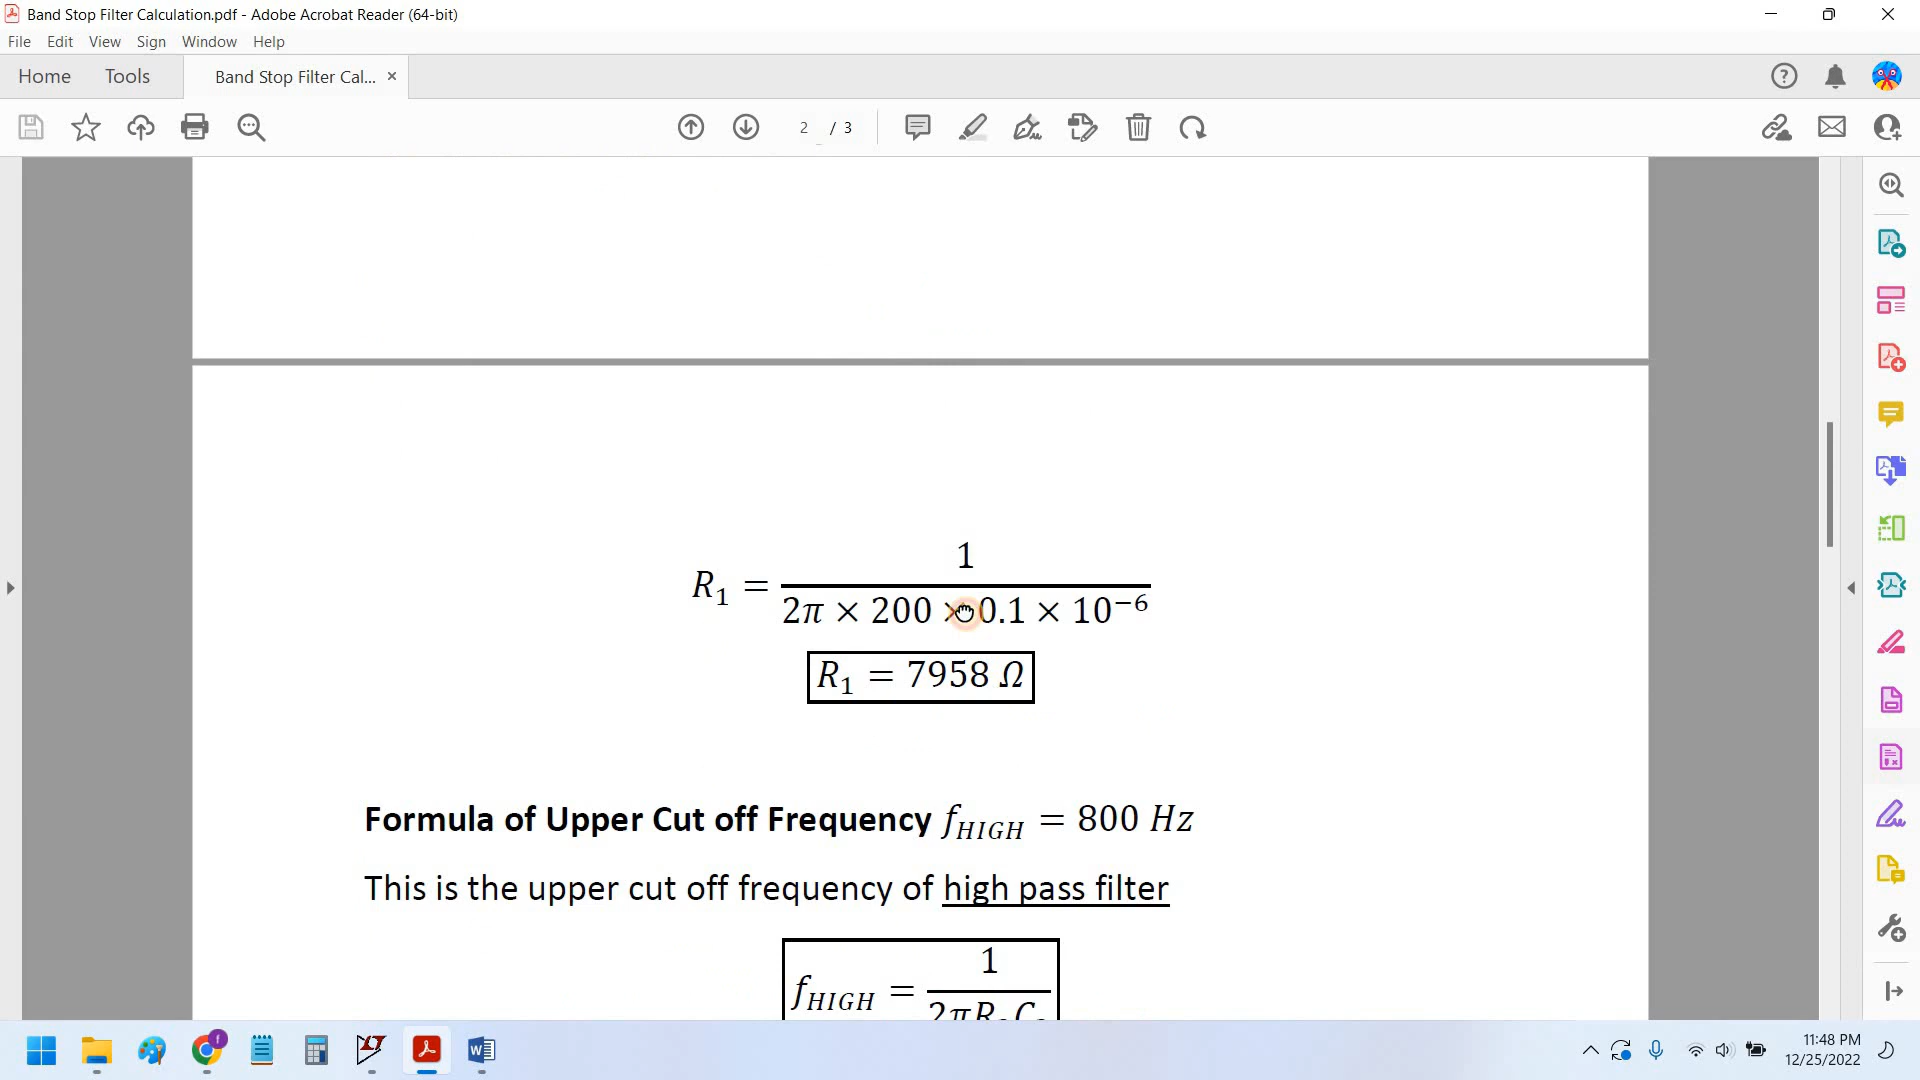 Band Stop Filter Calculation.pdf - Adobe Acrobat Reader (64-bit)
File Edit View Sign Window Help
Home Tools Band Stop Filter Cal... ×
2 / 3
R₁ = 1 / (2π × 200 × 0.1 × 10⁻⁶)
R₁ = 7958 Ω
Formula of Upper Cut off Frequency f_HIGH = 800 Hz
This is the upper cut off frequency of high pass filter
f_HIGH = 1 / 2πR C
11:48 PM
12/25/2022